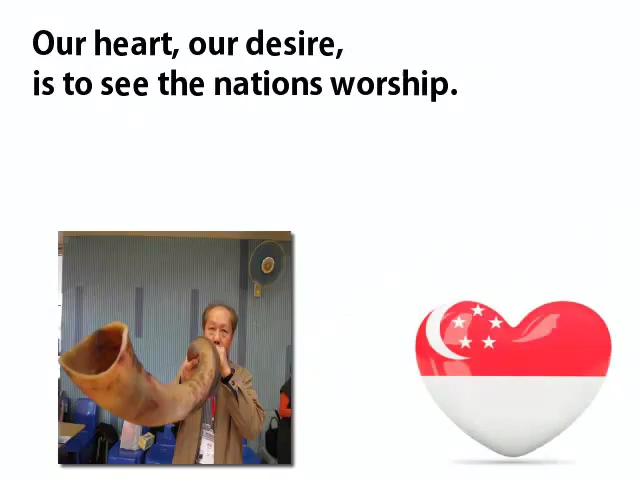 Our heart, our desire,
is to see the nations worship.